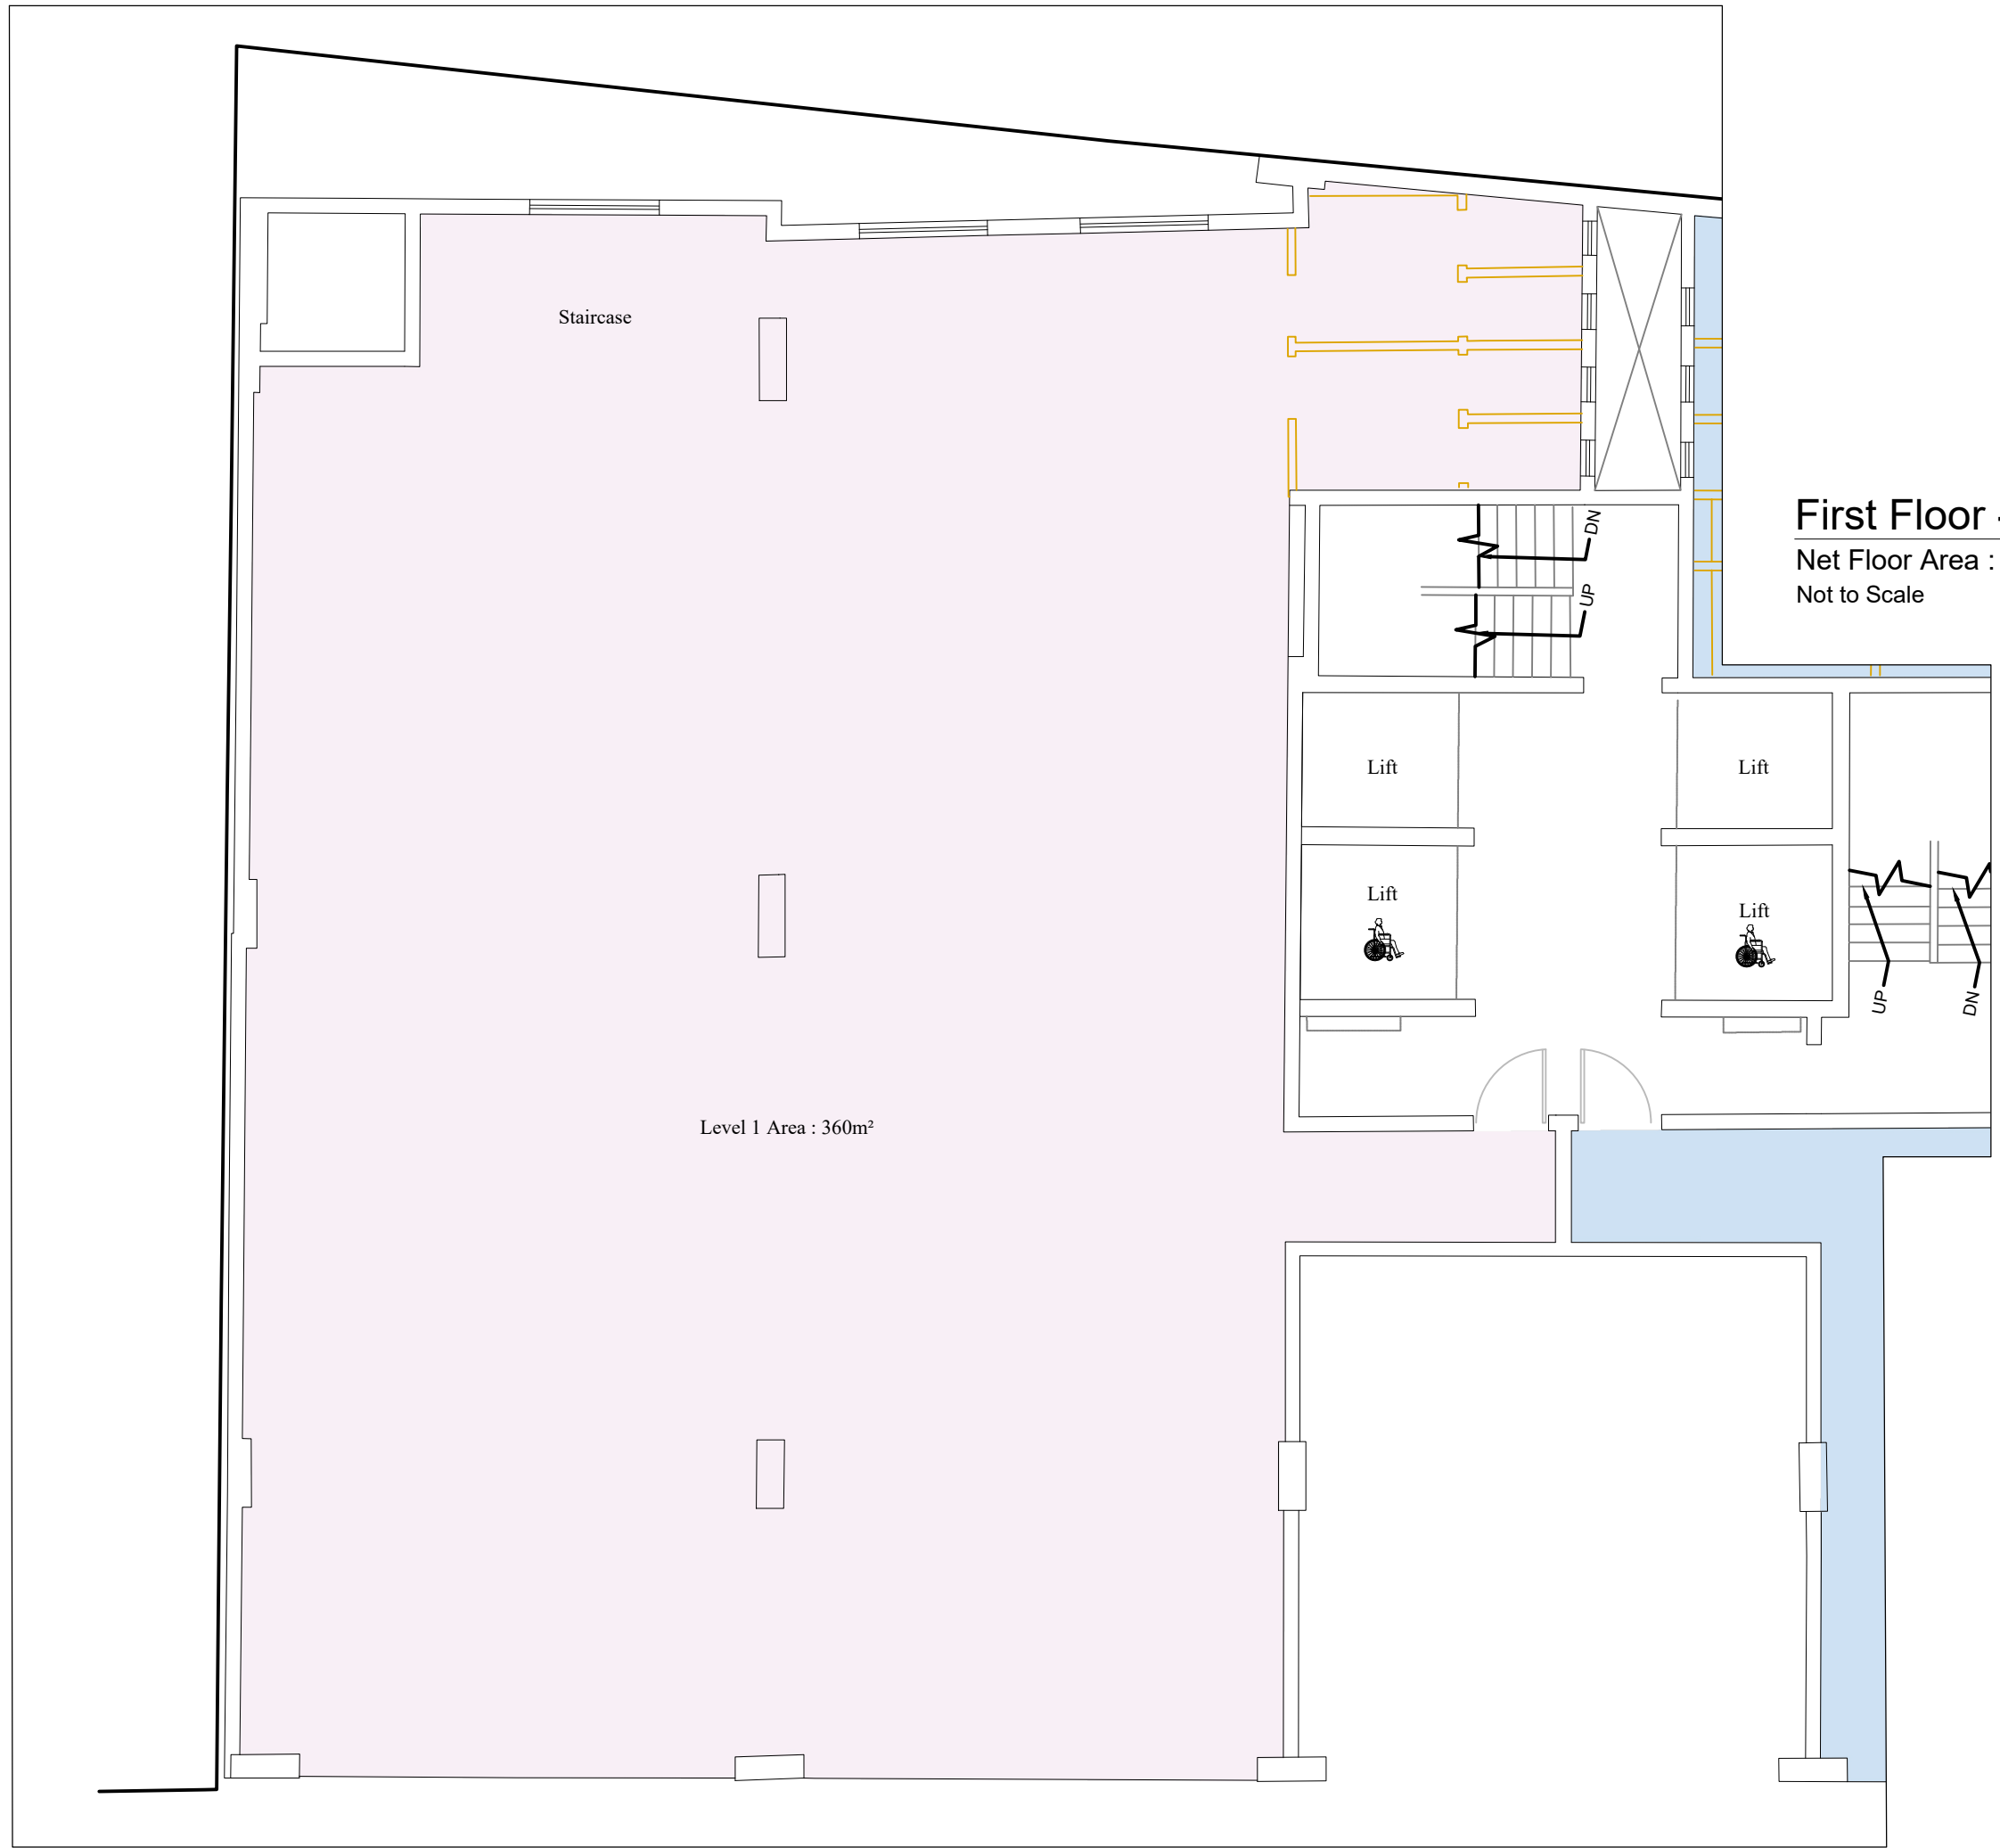 Staircase
First Floor -
Net Floor Area :
Not to Scale
DN
UP
Lift
Lift
Lift
Lift
UP
DN
Level 1 Area : 360m²